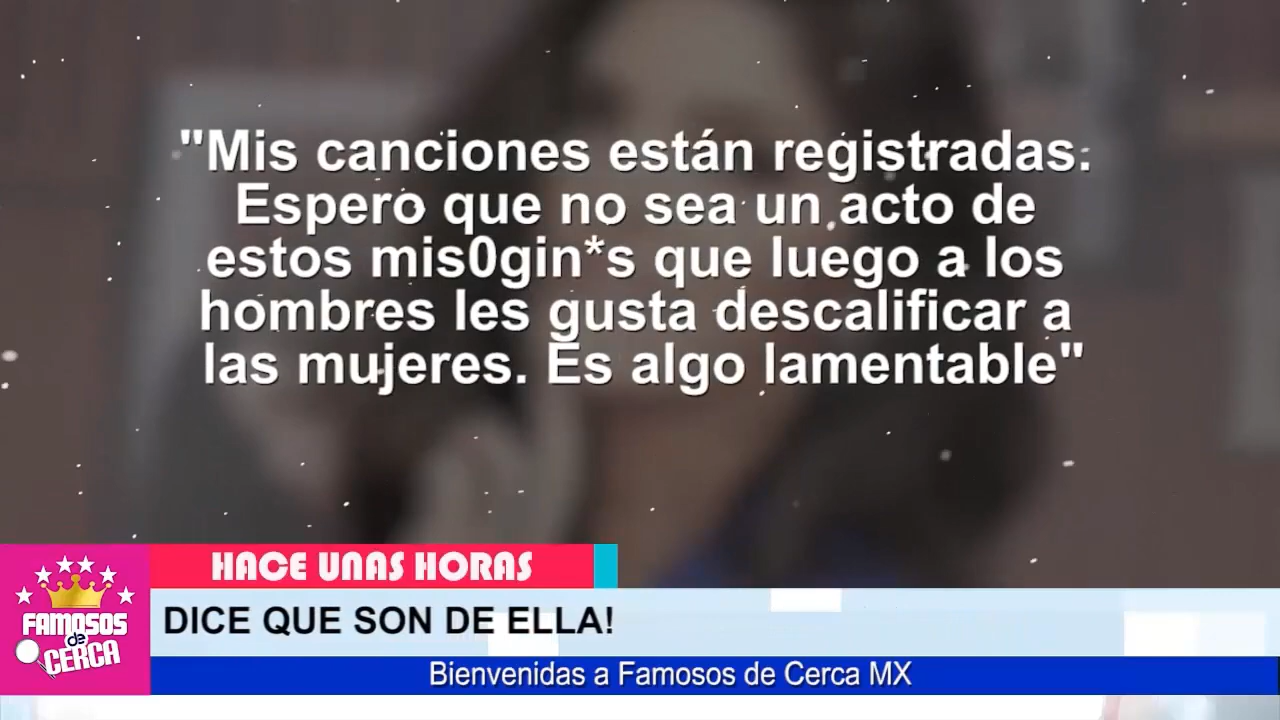 "Mis canciones están registradas.
Espero que no sea un acto de
estos mis0gin*s que luego a los
hombres les gusta descalificar a
las mujeres. Es algo lamentable"
HACE UNAS HORAS
DICE QUE SON DE ELLA!
FAMOSOS
de
CERCA
Bienvenidas a Famosos de Cerca MX